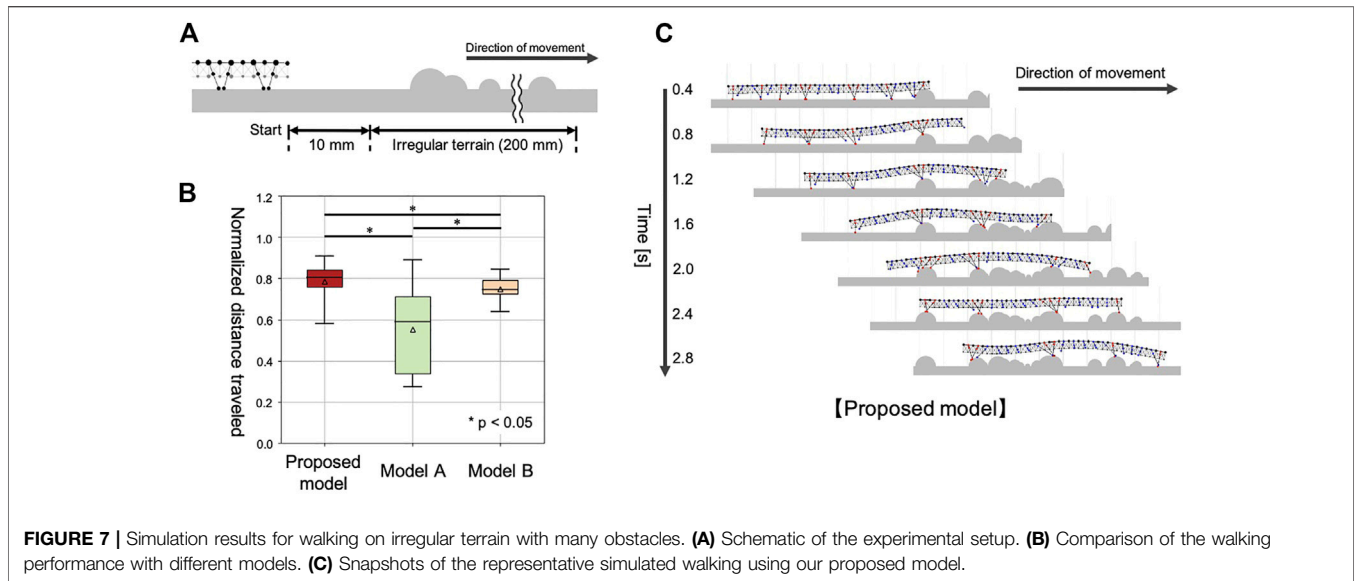 A
Direction of movement
Start
10 mm
Irregular terrain (200 mm)
B
Normalized distance traveled
1.2
1.0
0.8
0.6
0.4
0.2
0.0
*
*
*
* p < 0.05
Proposed model
Model A
Model B
C
Direction of movement
Time [s]
0.4
0.8
1.2
1.6
2.0
2.4
2.8
【Proposed model】
FIGURE 7 | Simulation results for walking on irregular terrain with many obstacles. (A) Schematic of the experimental setup. (B) Comparison of the walking
performance with different models. (C) Snapshots of the representative simulated walking using our proposed model.